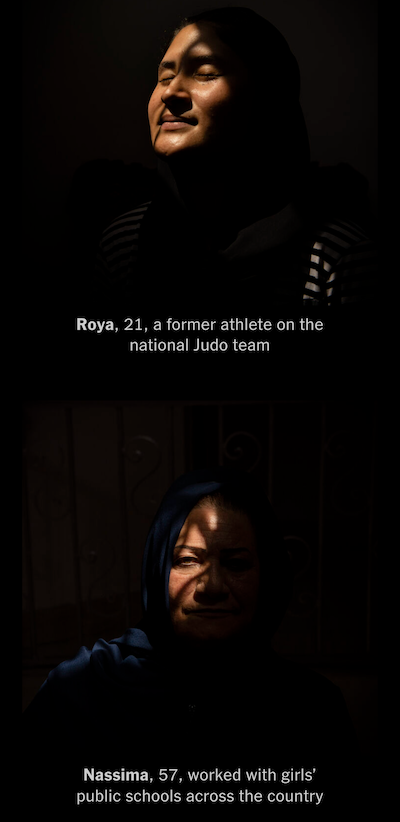 Roya, 21, a former athlete on the
national Judo team
Nassima, 57, worked with girls’
public schools across the country